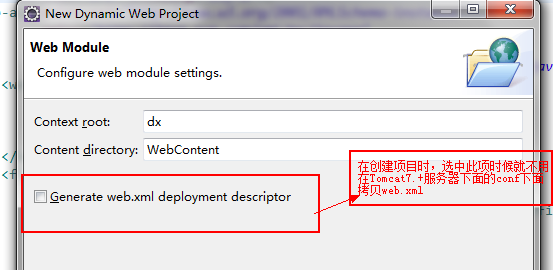 New Dynamic Web Project
Web Module
Configure web module settings.
Context root:
dx
Content directory:
WebContent
Generate web.xml deployment descriptor
在创建项目时，选中此项时候就不用
在Tomcat7.+服务器下面的conf下面
拷贝web.xml